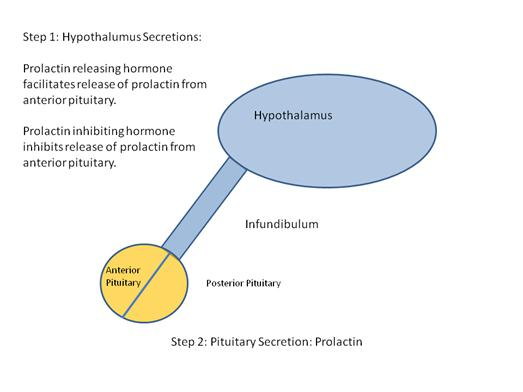 Step 1: Hypothalumus Secretions:
Prolactin releasing hormone
facilitates release of prolactin from
anterior pituitary.
Prolactin inhibiting hormone
inhibits release of prolactin from
anterior pituitary.
Hypothalamus
Infundibulum
Anterior
Pituitary
Posterior Pituitary
Step 2: Pituitary Secretion: Prolactin